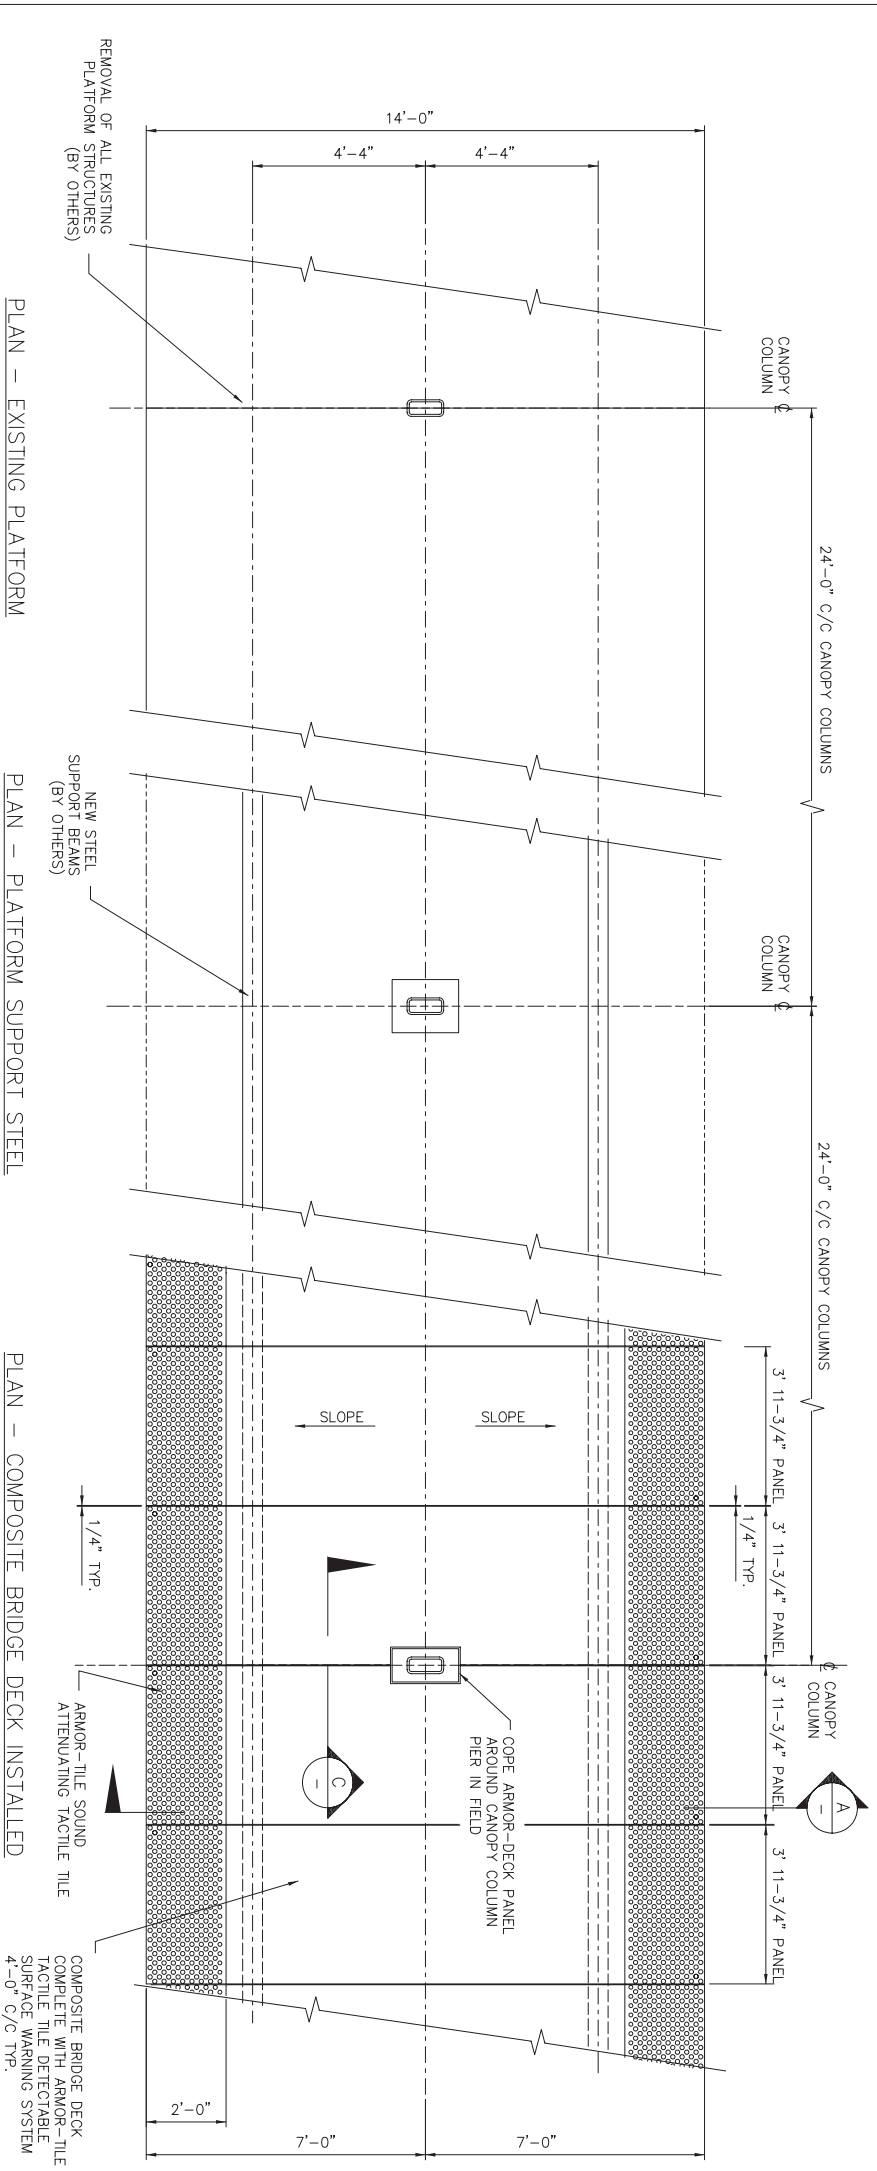 14'-0"
4'-4"
4'-4"
REMOVAL OF ALL EXISTING
PLATFORM STRUCTURES
(BY OTHERS)
CANOPY ℄
COLUMN
24'-0" C/C CANOPY COLUMNS
PLAN - EXISTING PLATFORM
CANOPY ℄
COLUMN
24'-0" C/C CANOPY COLUMNS
NEW STEEL
SUPPORT BEAMS
(BY OTHERS)
PLAN - PLATFORM SUPPORT STEEL
3' 11-3/4" PANEL
3' 11-3/4" PANEL
3' 11-3/4" PANEL
3' 11-3/4" PANEL
℄ CANOPY
COLUMN
A
-
1/4" TYP.
1/4" TYP.
SLOPE
SLOPE
C
-
COPE ARMOR-DECK PANEL
AROUND CANOPY COLUMN
PIER IN FIELD
ARMOR-TILE SOUND
ATTENUATING TACTILE TILE
COMPOSITE BRIDGE DECK
COMPLETE WITH ARMOR-TILE
TACTILE TILE DETECTABLE
SURFACE WARNING SYSTEM
4'-0" C/C TYP.
2'-0"
7'-0"
7'-0"
PLAN - COMPOSITE BRIDGE DECK INSTALLED